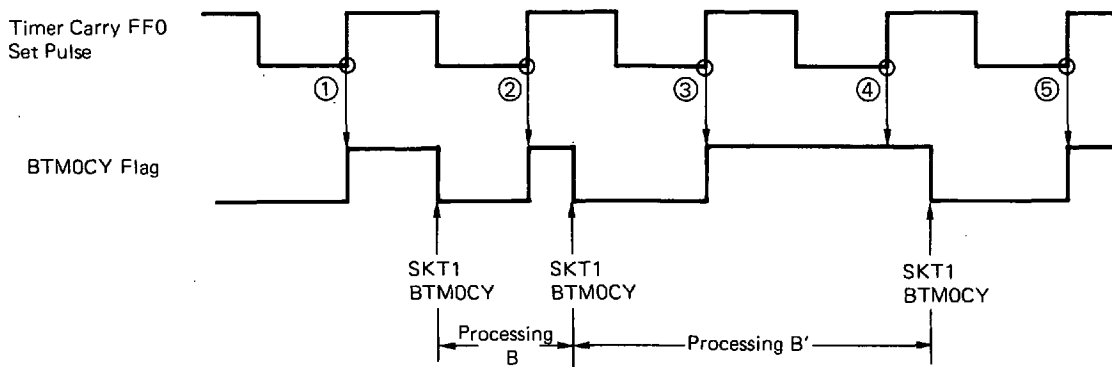 Timer Carry FF0
Set Pulse
①
②
③
④
⑤
BTM0CY Flag
SKT1
BTM0CY
SKT1
BTM0CY
SKT1
BTM0CY
Processing
B
Processing B'